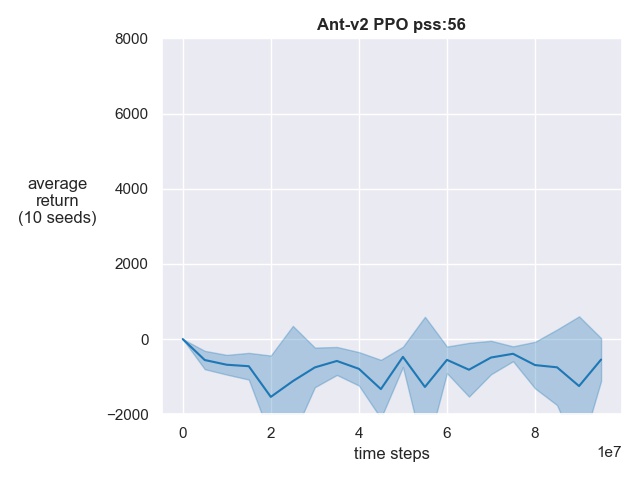 Ant-v2 PPO pss:56
8000
6000
4000
2000
0
−2000
average
return
(10 seeds)
0 2 4 6 8
1e7
time steps